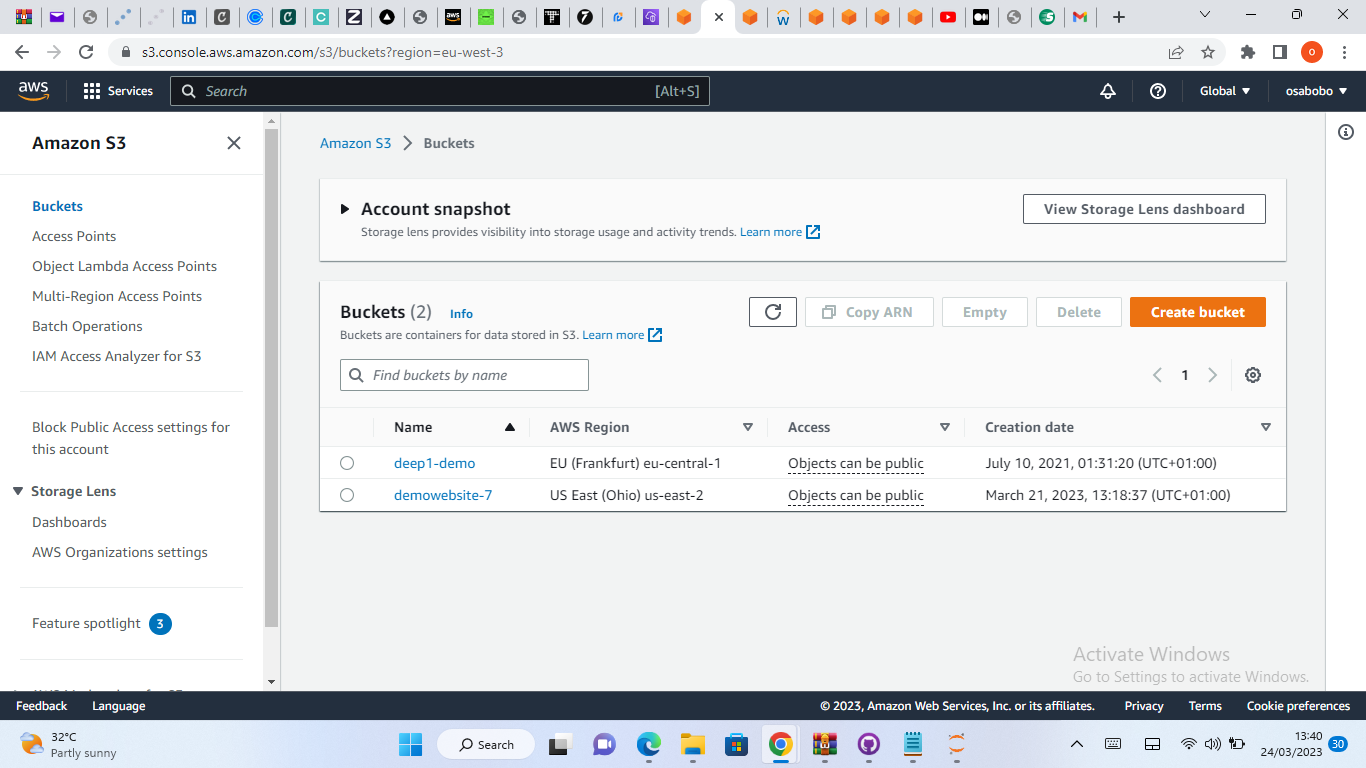 s3.console.aws.amazon.com/s3/buckets?region=eu-west-3
O
aws
Services
Search
[Alt+S]
Global
osabobo
Amazon S3
Buckets
Access Points
Object Lambda Access Points
Multi-Region Access Points
Batch Operations
IAM Access Analyzer for S3
Block Public Access settings for
this account
Storage Lens
Dashboards
AWS Organizations settings
Feature spotlight 3
Amazon S3 > Buckets
Account snapshot
View Storage Lens dashboard
Storage lens provides visibility into storage usage and activity trends. Learn more
Buckets (2) Info
Buckets are containers for data stored in S3. Learn more
Copy ARN
Empty
Delete
Create bucket
Find buckets by name
1
Name AWS Region Access Creation date
deep1-demo EU (Frankfurt) eu-central-1 Objects can be public July 10, 2021, 01:31:20 (UTC+01:00)
demowebsite-7 US East (Ohio) us-east-2 Objects can be public March 21, 2023, 13:18:37 (UTC+01:00)
Activate Windows
Go to Settings to activate Windows.
Feedback Language © 2023, Amazon Web Services, Inc. or its affiliates. Privacy Terms Cookie preferences
32°C
Partly sunny
Search
13:40
24/03/2023
30